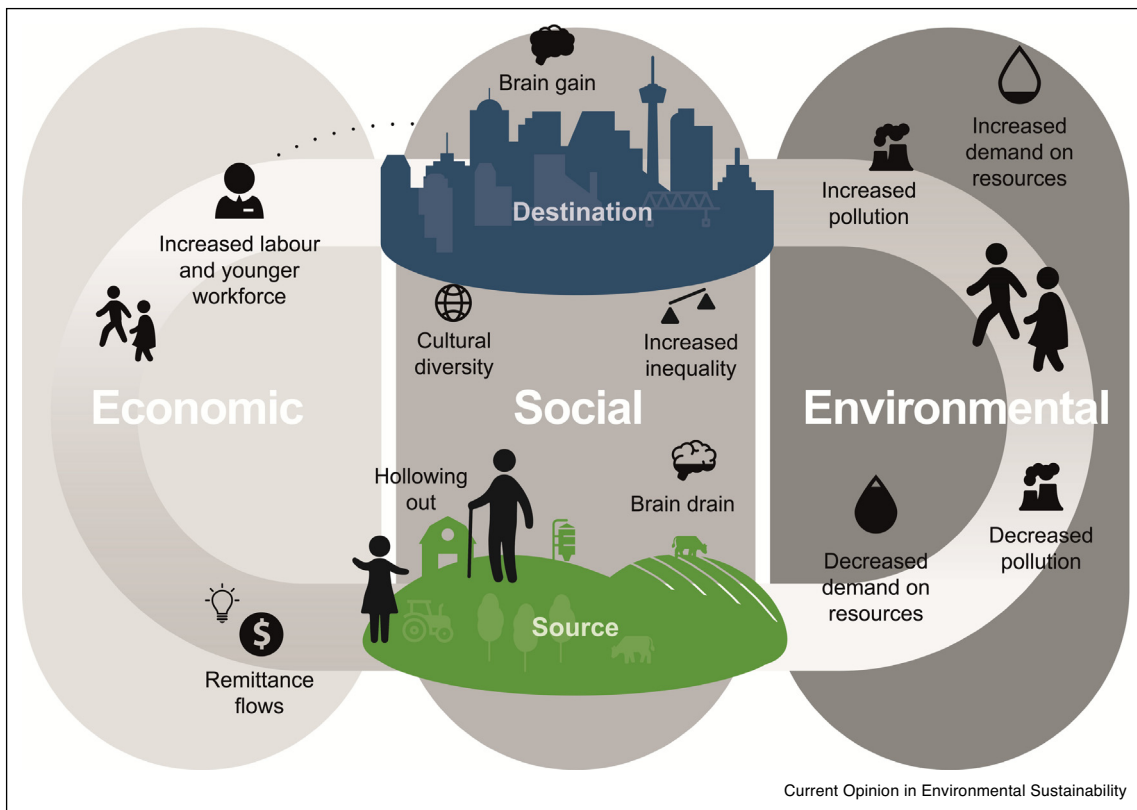 Brain gain
Increased
demand on
resources
Increased
pollution
Destination
Increased labour
and younger
workforce
Cultural
diversity
Increased
inequality
Economic
Social
Environmental
Hollowing
out
Brain drain
Decreased
pollution
Decreased
demand on
resources
Source
$
Remittance
flows
Current Opinion in Environmental Sustainability